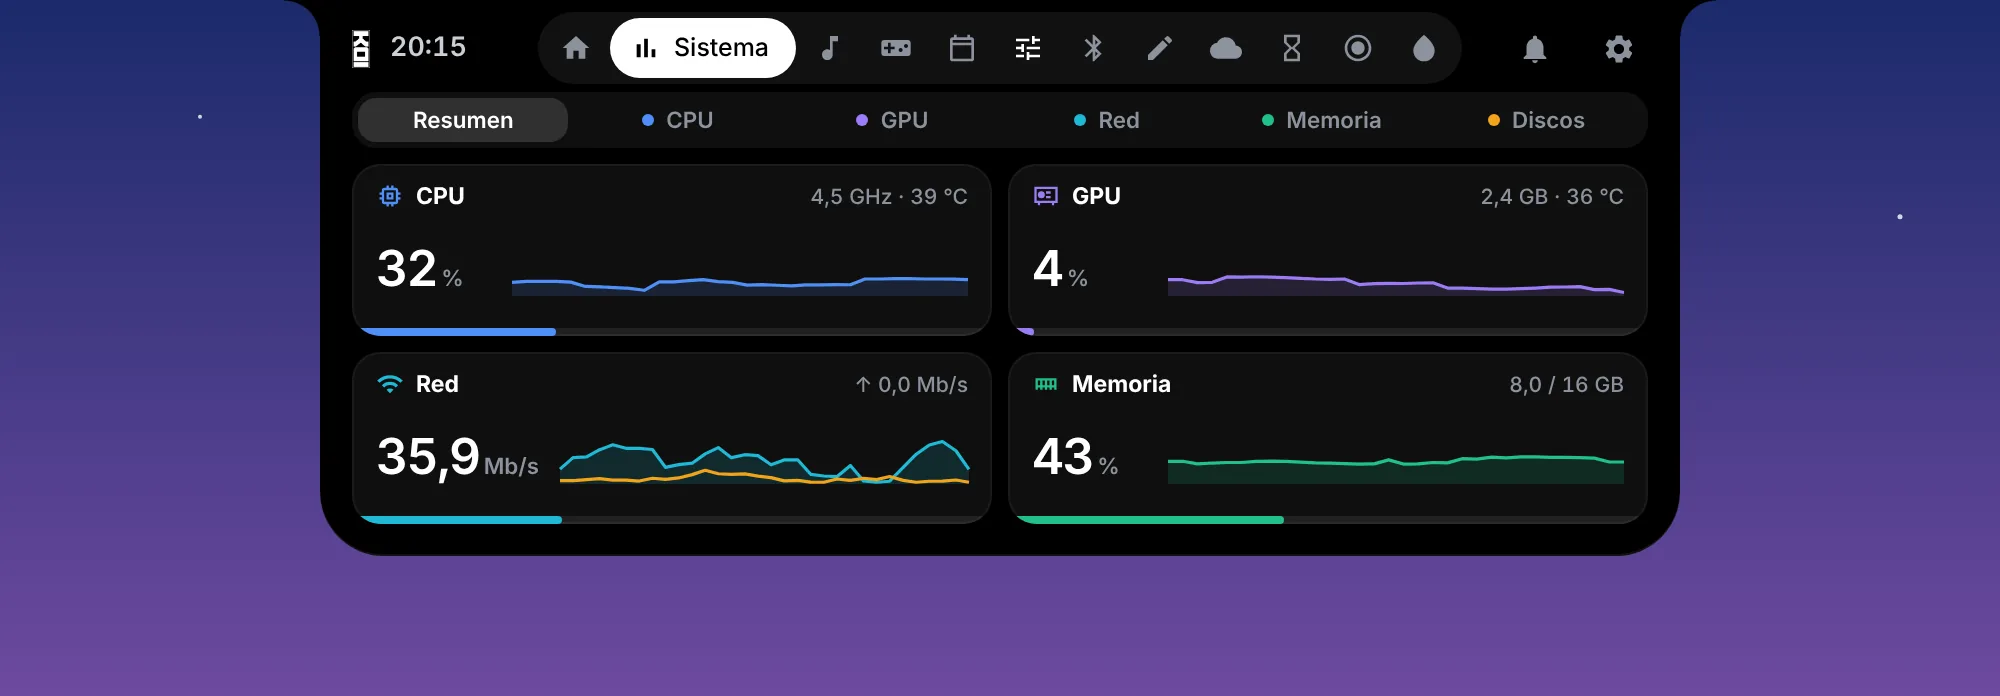 20:15
Sistema
Resumen
CPU
GPU
Red
Memoria
Discos
CPU
4,5 GHz · 39 °C
32 %
GPU
2,4 GB · 36 °C
4 %
Red
↑ 0,0 Mb/s
35,9 Mb/s
Memoria
8,0 / 16 GB
43 %